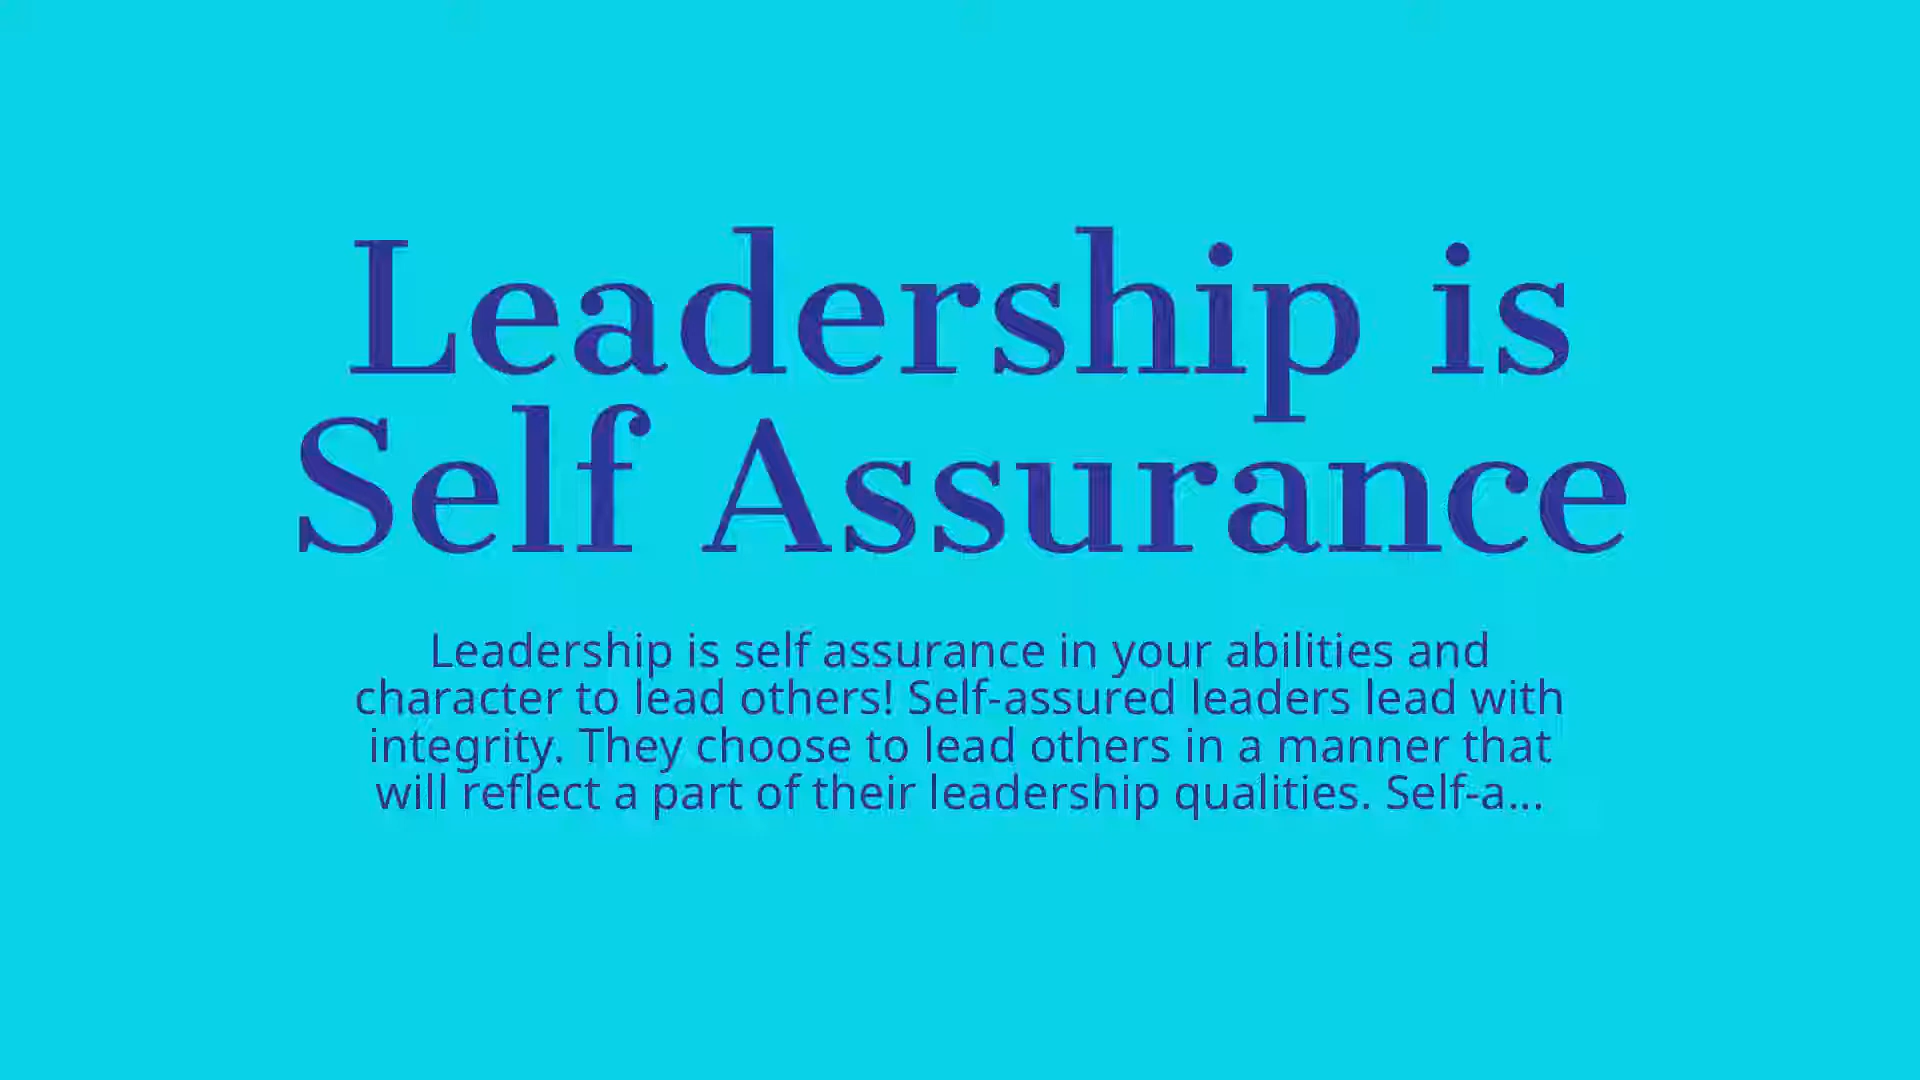 Leadership is
Self Assurance
Leadership is self assurance in your abilities and
character to lead others! Self-assured leaders lead with
integrity. They choose to lead others in a manner that
will reflect a part of their leadership qualities. Self-a...